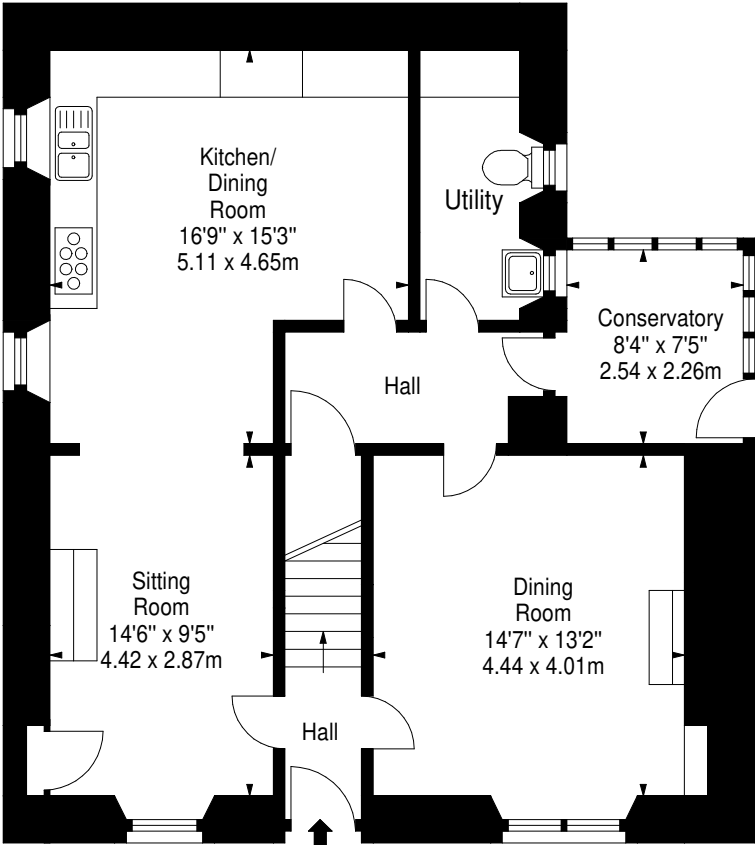 Kitchen/
Dining
Room
16'9" x 15'3"
5.11 x 4.65m
Utility
Conservatory
8'4" x 7'5"
2.54 x 2.26m
Hall
Sitting
Room
14'6" x 9'5"
4.42 x 2.87m
Dining
Room
14'7" x 13'2"
4.44 x 4.01m
Hall